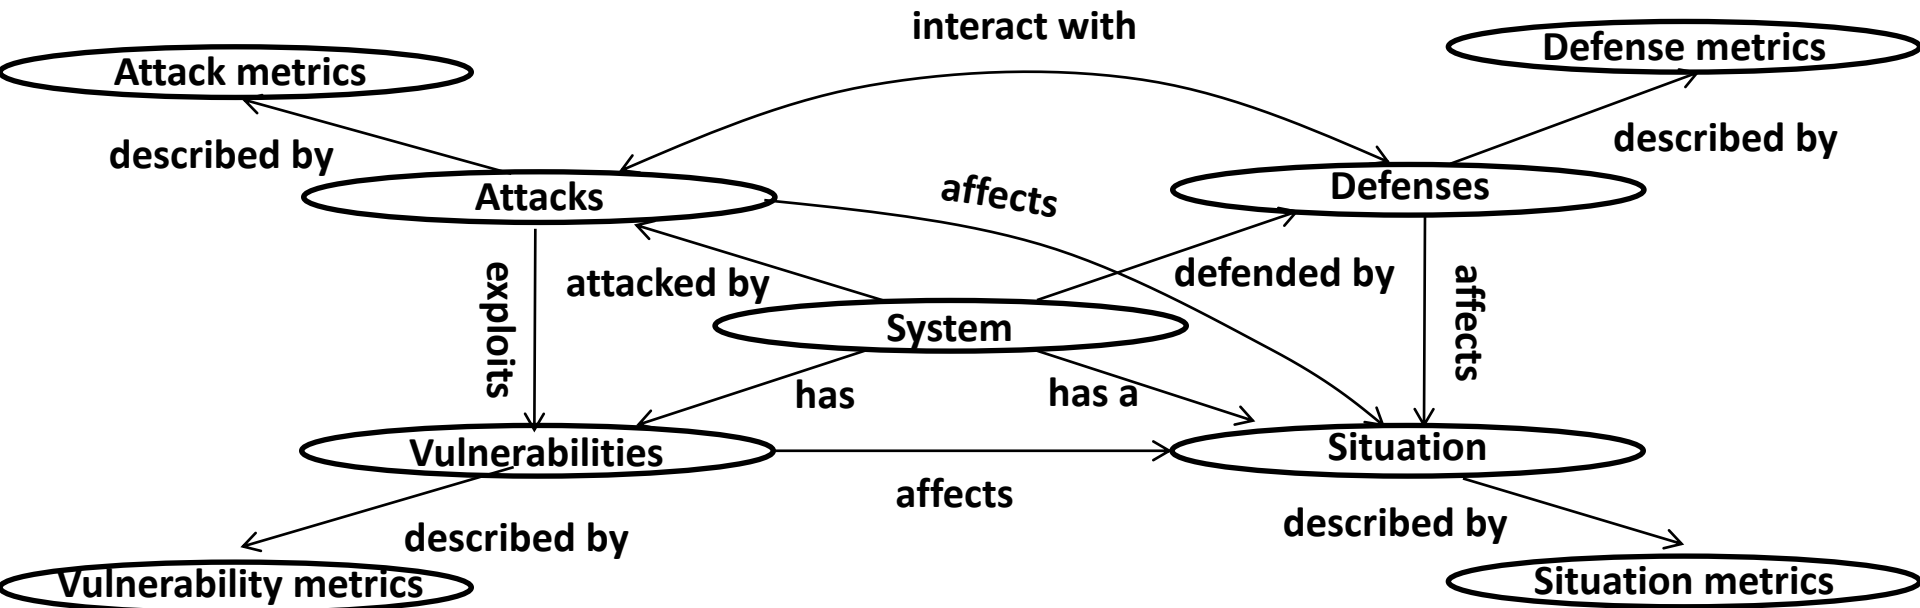 interact with
Defense metrics
Attack metrics
described by
described by
Attacks
affects
Defenses
exploits
attacked by
defended by
affects
System
has
has a
Vulnerabilities
Situation
affects
described by
described by
Vulnerability metrics
Situation metrics